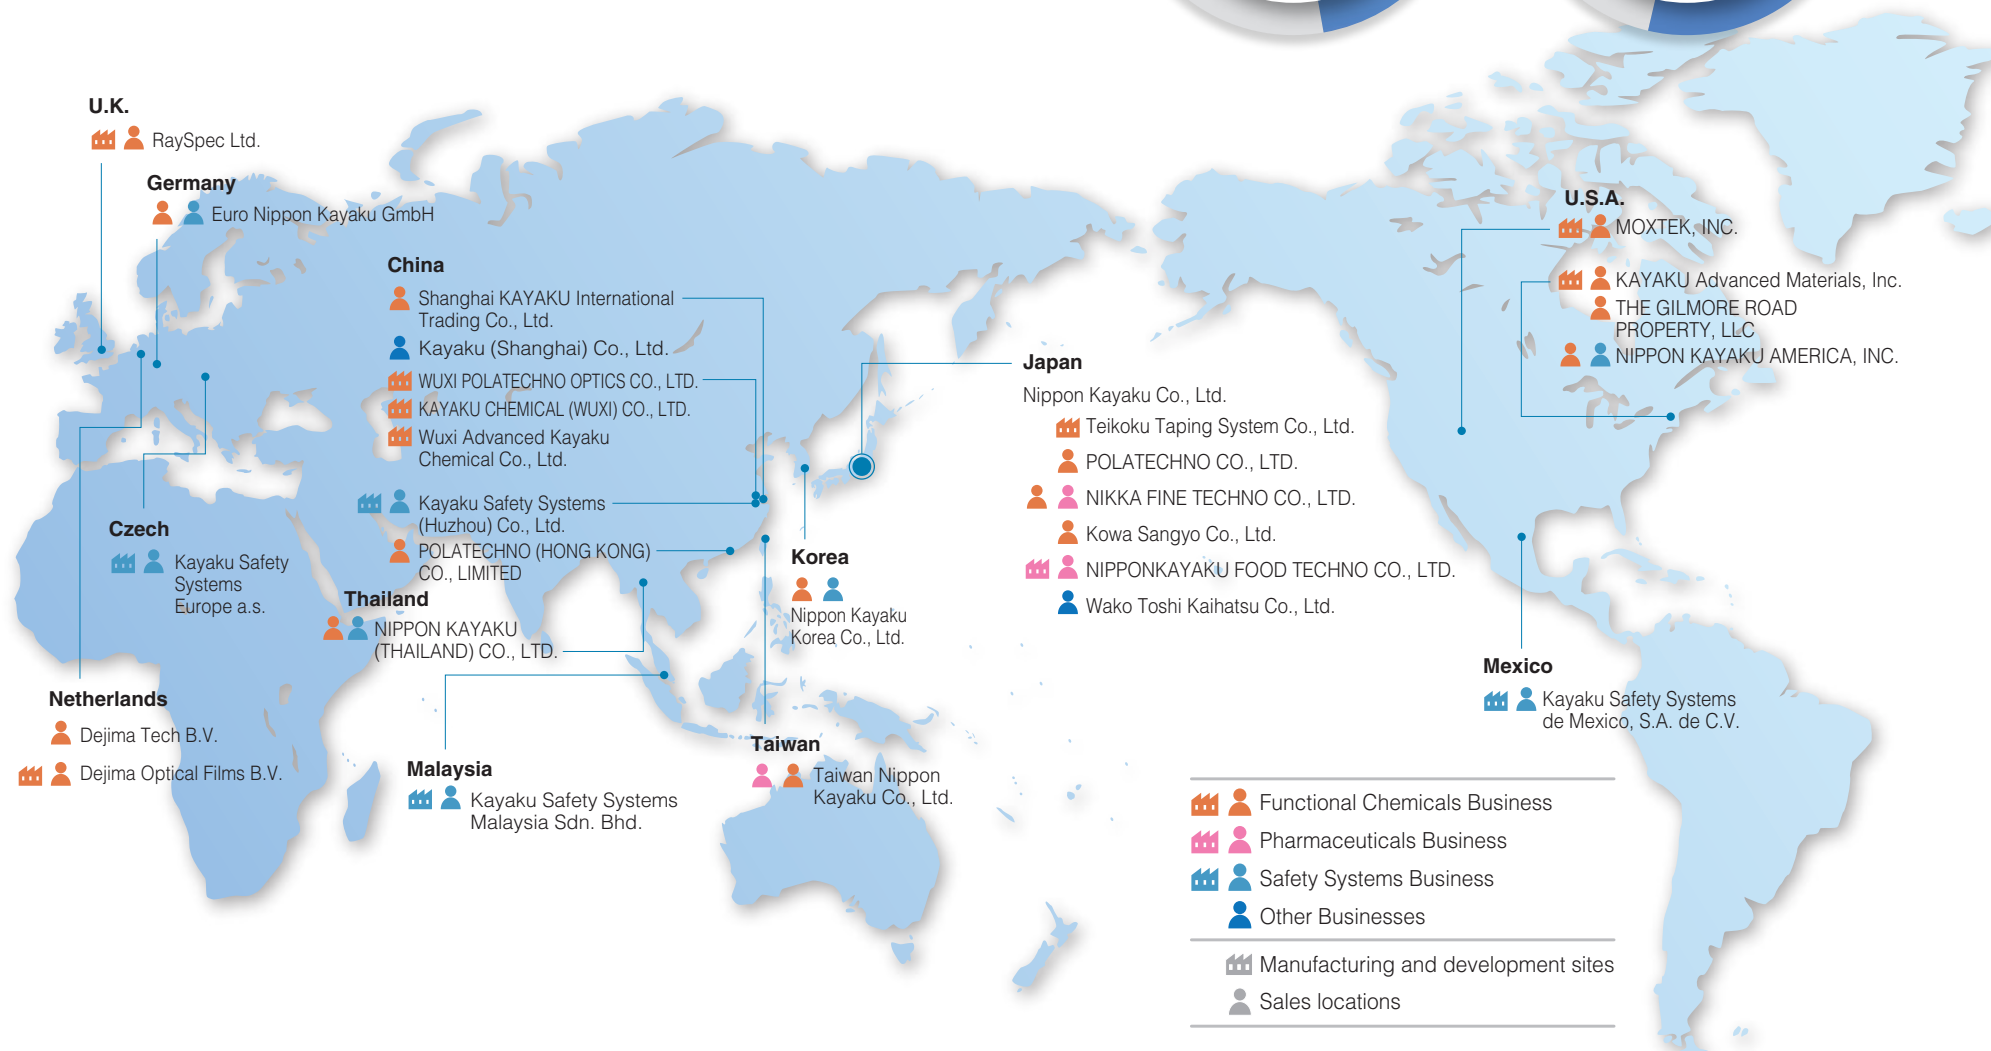 U.K.
RaySpec Ltd.
Germany
Euro Nippon Kayaku GmbH
China
Shanghai KAYAKU International
Trading Co., Ltd.
Kayaku (Shanghai) Co., Ltd.
WUXI POLATECHNO OPTICS CO., LTD.
KAYAKU CHEMICAL (WUXI) CO., LTD.
Wuxi Advanced Kayaku
Chemical Co., Ltd.
Kayaku Safety Systems
(Huzhou) Co., Ltd.
POLATECHNO (HONG KONG)
CO., LIMITED
Czech
Kayaku Safety
Systems
Europe a.s.
Thailand
NIPPON KAYAKU
(THAILAND) CO., LTD.
Netherlands
Dejima Tech B.V.
Dejima Optical Films B.V.
Malaysia
Kayaku Safety Systems
Malaysia Sdn. Bhd.
Korea
Nippon Kayaku
Korea Co., Ltd.
Taiwan
Taiwan Nippon
Kayaku Co., Ltd.
Japan
Nippon Kayaku Co., Ltd.
Teikoku Taping System Co., Ltd.
POLATECHNO CO., LTD.
NIKKA FINE TECHNO CO., LTD.
Kowa Sangyo Co., Ltd.
NIPPONKAYAKU FOOD TECHNO CO., LTD.
Wako Toshi Kaihatsu Co., Ltd.
U.S.A.
MOXTEK, INC.
KAYAKU Advanced Materials, Inc.
THE GILMORE ROAD
PROPERTY, LLC
NIPPON KAYAKU AMERICA, INC.
Mexico
Kayaku Safety Systems
de Mexico, S.A. de C.V.
Functional Chemicals Business
Pharmaceuticals Business
Safety Systems Business
Other Businesses
Manufacturing and development sites
Sales locations